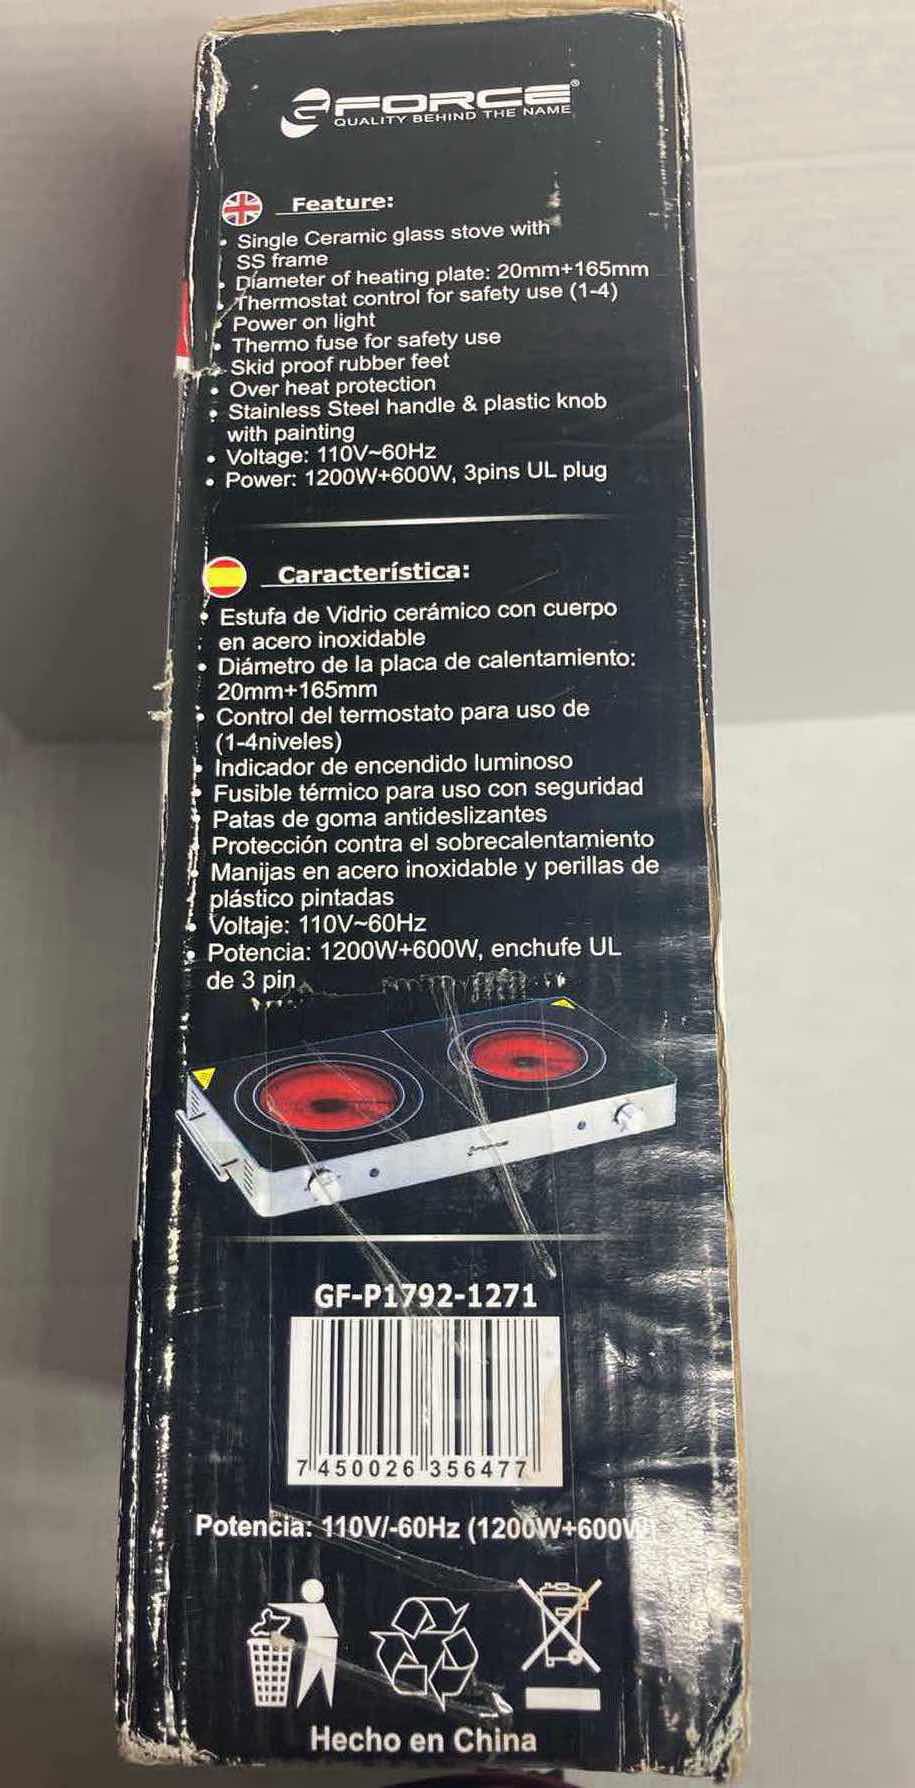 GFORCE®
QUALITY BEHIND THE NAME
Feature:
• Single Ceramic glass stove with
SS frame
• Diameter of heating plate: 20mm+165mm
• Thermostat control for safety use (1-4)
• Power on light
• Thermo fuse for safety use
• Skid proof rubber feet
• Over heat protection
• Stainless Steel handle & plastic knob
with painting
• Voltage: 110V~60Hz
• Power: 1200W+600W, 3pins UL plug
Característica:
• Estufa de Vidrio cerámico con cuerpo
en acero inoxidable
• Diámetro de la placa de calentamiento:
20mm+165mm
• Control del termostato para uso de
(1-4niveles)
• Indicador de encendido luminoso
• Fusible térmico para uso con seguridad
• Patas de goma antideslizantes
• Protección contra el sobrecalentamiento
• Manijas en acero inoxidable y perillas de
plástico pintadas
• Voltaje: 110V~60Hz
• Potencia: 1200W+600W, enchufe UL
de 3 pin
GFORCE
GF-P1792-1271
7 450026 356477
Potencia: 110V/-60Hz (1200W+600W)
Hecho en China